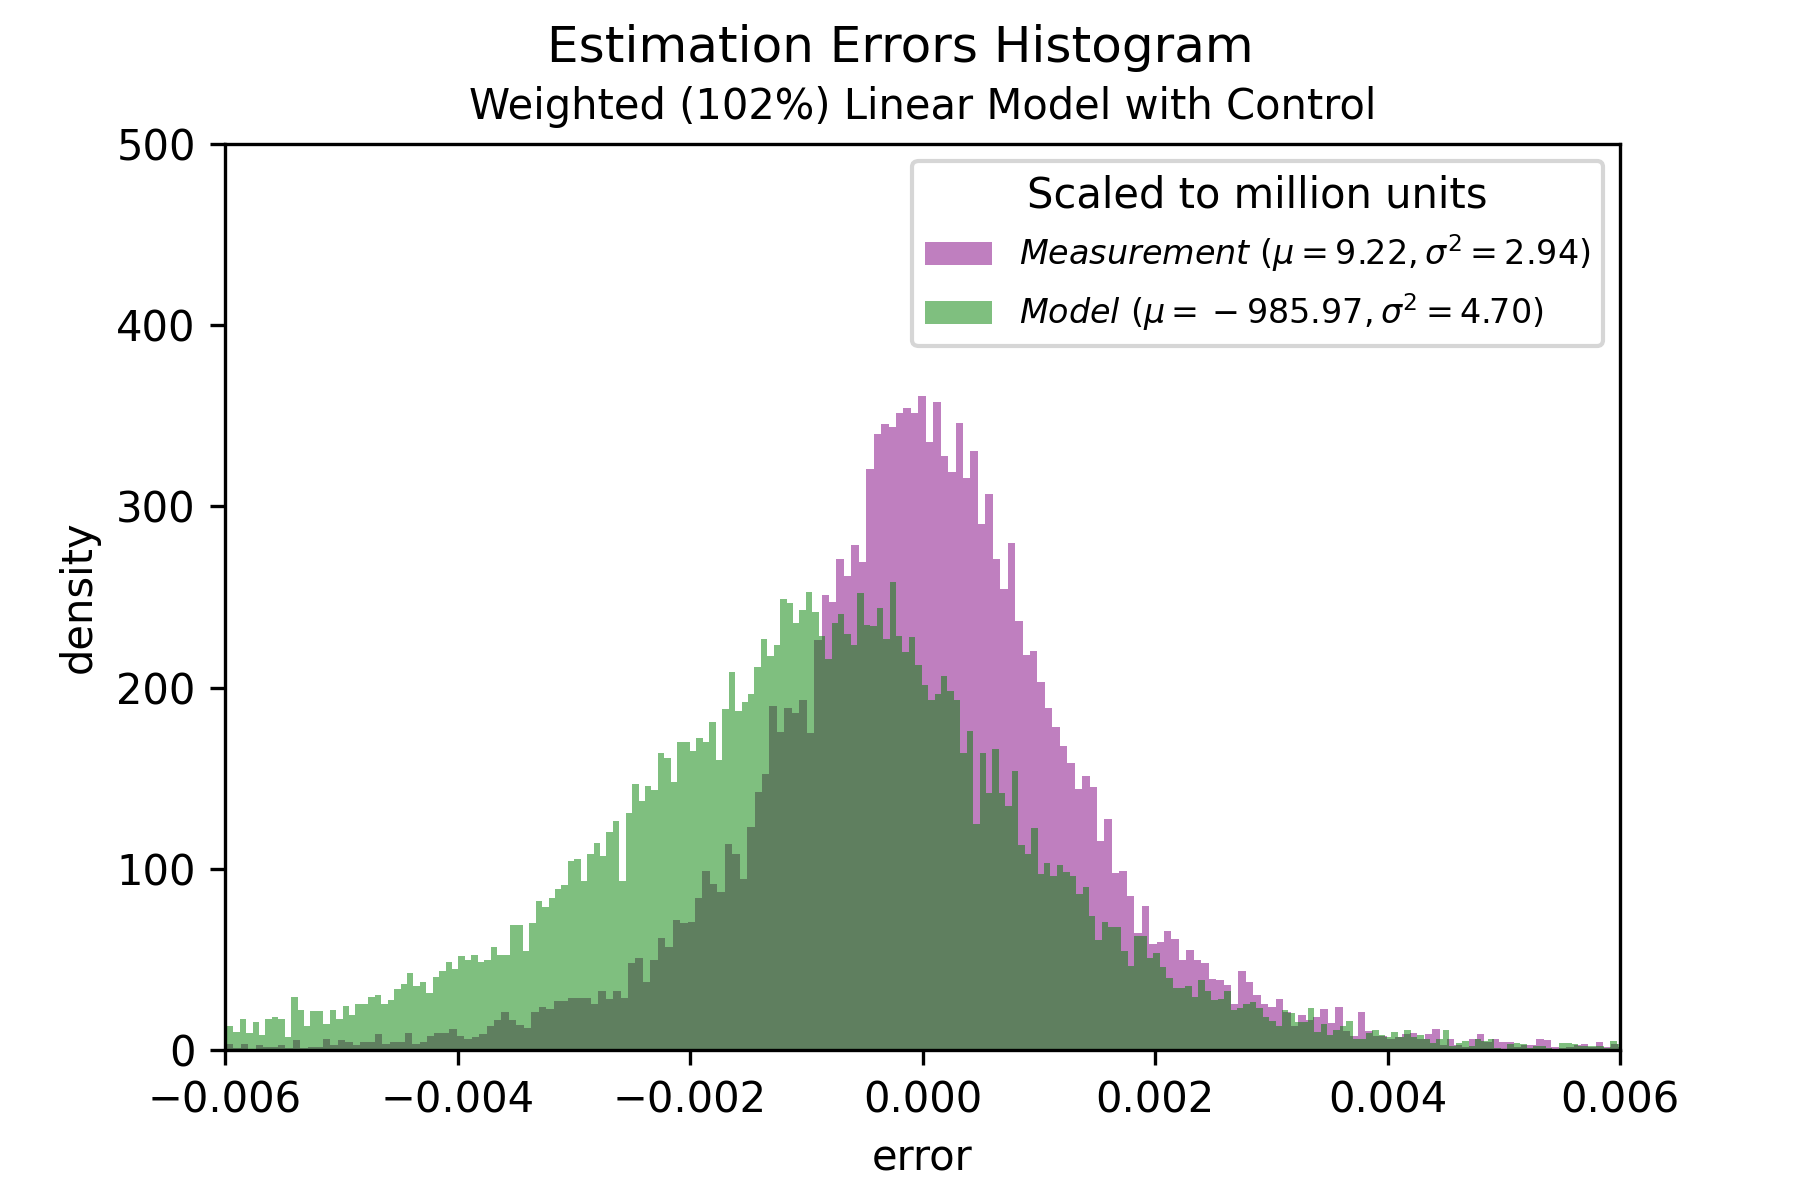 Estimation Errors Histogram
Weighted (102%) Linear Model with Control
500
400
300
200
100
0
density
Scaled to million units
Measurement (μ = 9.22, σ² = 2.94)
Model (μ = − 985.97, σ² = 4.70)
−0.006 −0.004 −0.002 0.000 0.002 0.004 0.006
error